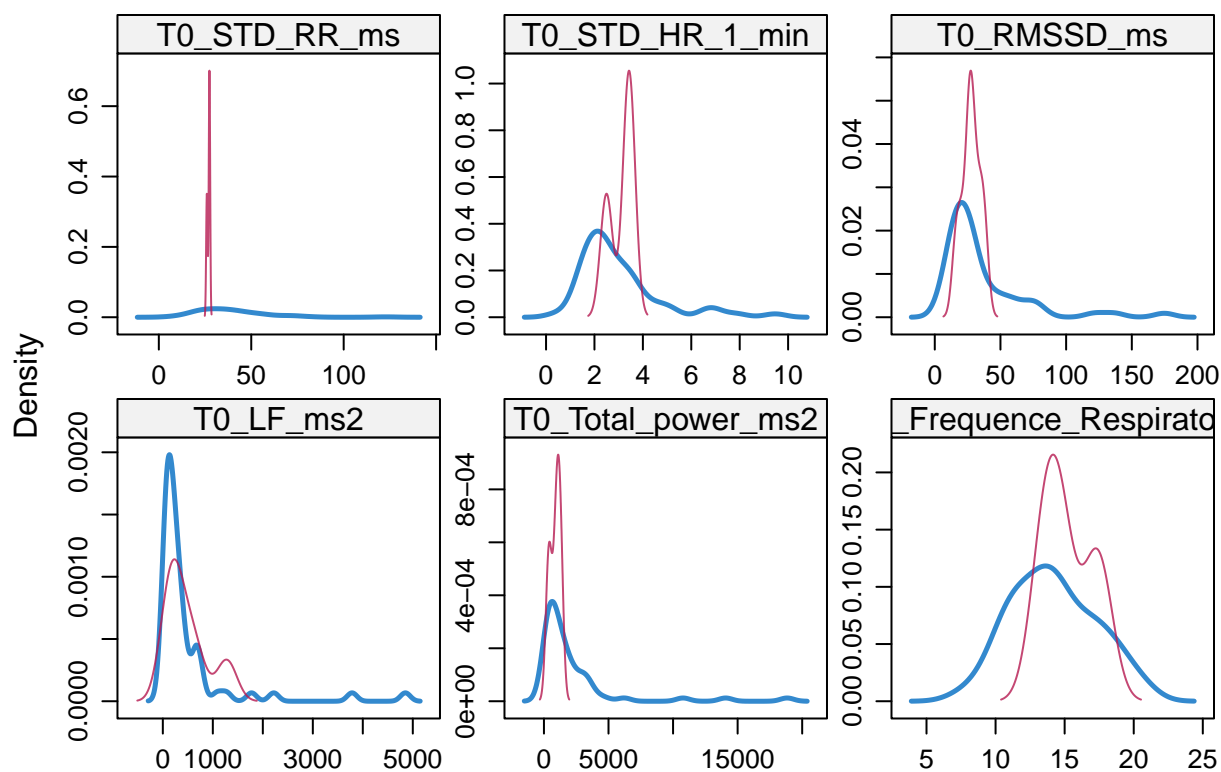 T0_STD_RR_ms
T0_STD_HR_1_min
T0_RMSSD_ms
0.0 0.2 0.4 0.6
0 50 100
0.0 0.2 0.4 0.6 0.8 1.0
0 2 4 6 8 10
0.00 0.02 0.04
0 50 100 150 200
Density
T0_LF_ms2
T0_Total_power_ms2
_Frequence_Respirato
0.0000 0.0010 0.0020
0 1000 3000 5000
0e+00 4e−04 8e−04
0 5000 15000
0.00 0.05 0.10 0.15 0.20
5 10 15 20 25